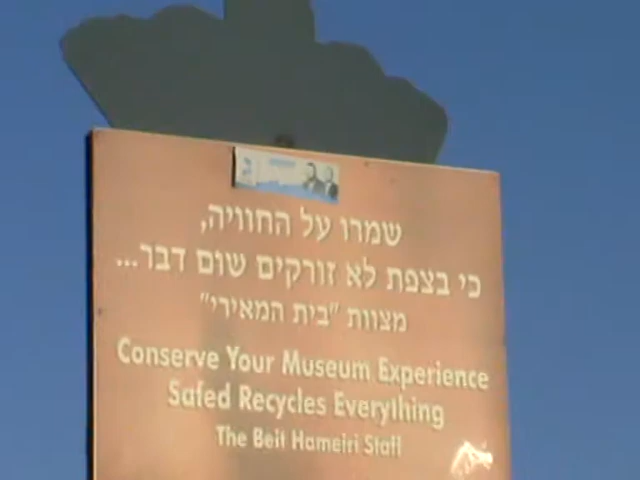 שמרו על החוויה,
כי בצפת לא זורקים שום דבר...
מצוות "בית המאירי"
Conserve Your Museum Experience
Safed Recycles Everything
The Beit Hameiri Staff